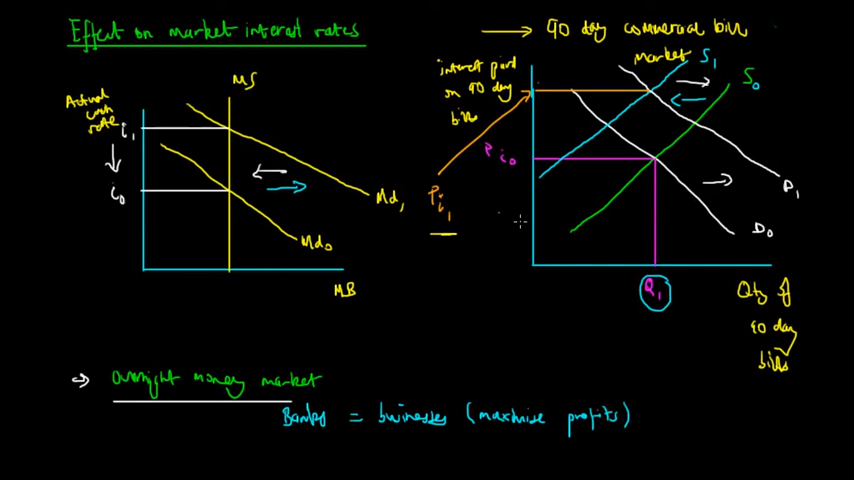 Effect on market interest rates
→ 90 day commercial bill
market
interest paid
on 90 day
bills
S₁
S₀
MS
Actual
cash
rate
i₁
i₀
Md₁
Md₀
MB
P i₀
P i₁
D₁
D₀
Q₁
Qty of
90 day
bills
⇒ Overnight money market
Banks = businesses (maximise profits)